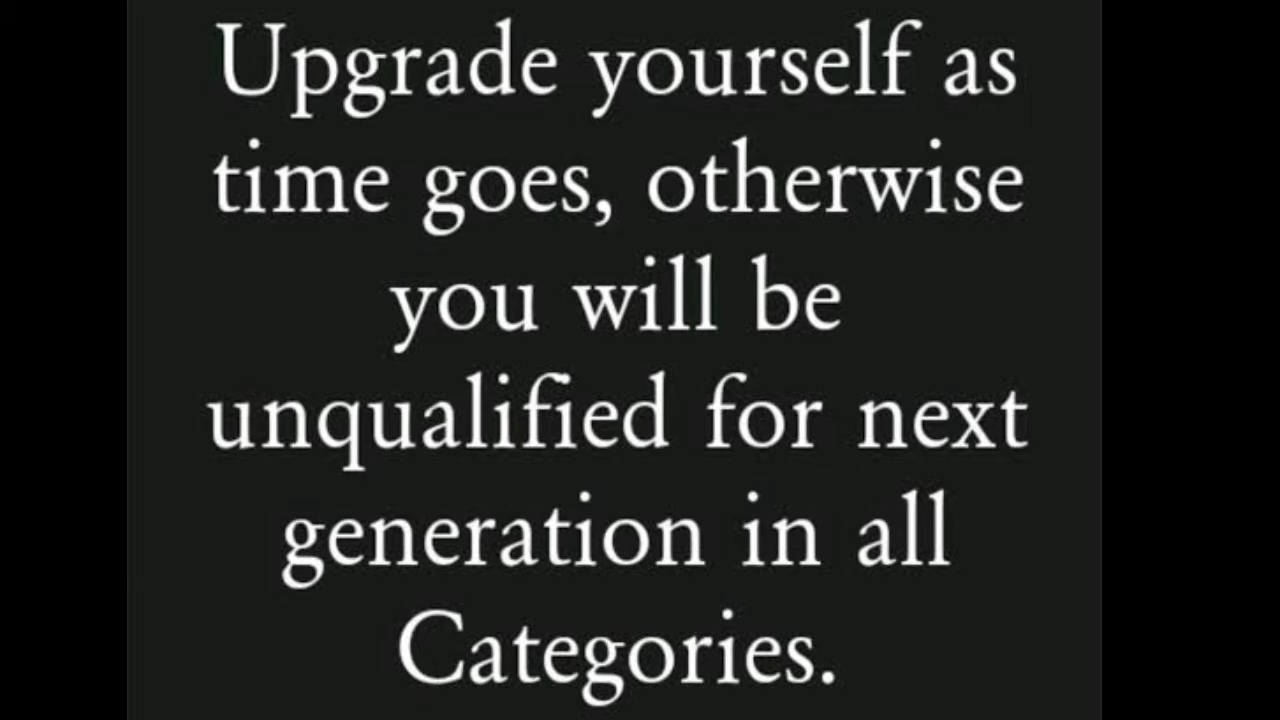 Upgrade yourself as
time goes, otherwise
you will be
unqualified for next
generation in all
Categories.